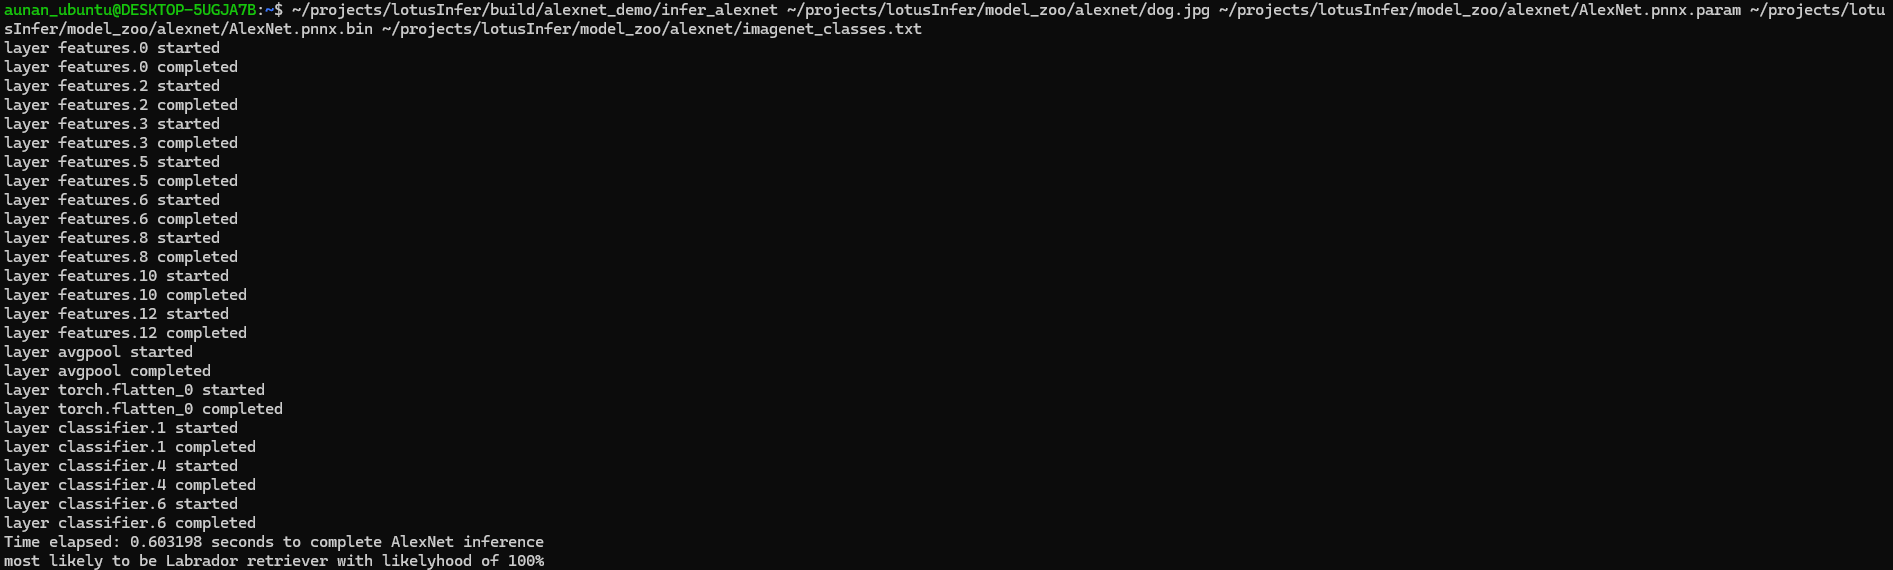 aunan_ubuntu@DESKTOP-5UGJA7B:~$ ~/projects/lotusInfer/build/alexnet_demo/infer_alexnet ~/projects/lotusInfer/model_zoo/alexnet/dog.jpg ~/projects/lotusInfer/model_zoo/alexnet/AlexNet.pnnx.param ~/projects/lotu
sInfer/model_zoo/alexnet/AlexNet.pnnx.bin ~/projects/lotusInfer/model_zoo/alexnet/imagenet_classes.txt
layer features.0 started
layer features.0 completed
layer features.2 started
layer features.2 completed
layer features.3 started
layer features.3 completed
layer features.5 started
layer features.5 completed
layer features.6 started
layer features.6 completed
layer features.8 started
layer features.8 completed
layer features.10 started
layer features.10 completed
layer features.12 started
layer features.12 completed
layer avgpool started
layer avgpool completed
layer torch.flatten_0 started
layer torch.flatten_0 completed
layer classifier.1 started
layer classifier.1 completed
layer classifier.4 started
layer classifier.4 completed
layer classifier.6 started
layer classifier.6 completed
Time elapsed: 0.603198 seconds to complete AlexNet inference
most likely to be Labrador retriever with likelyhood of 100%